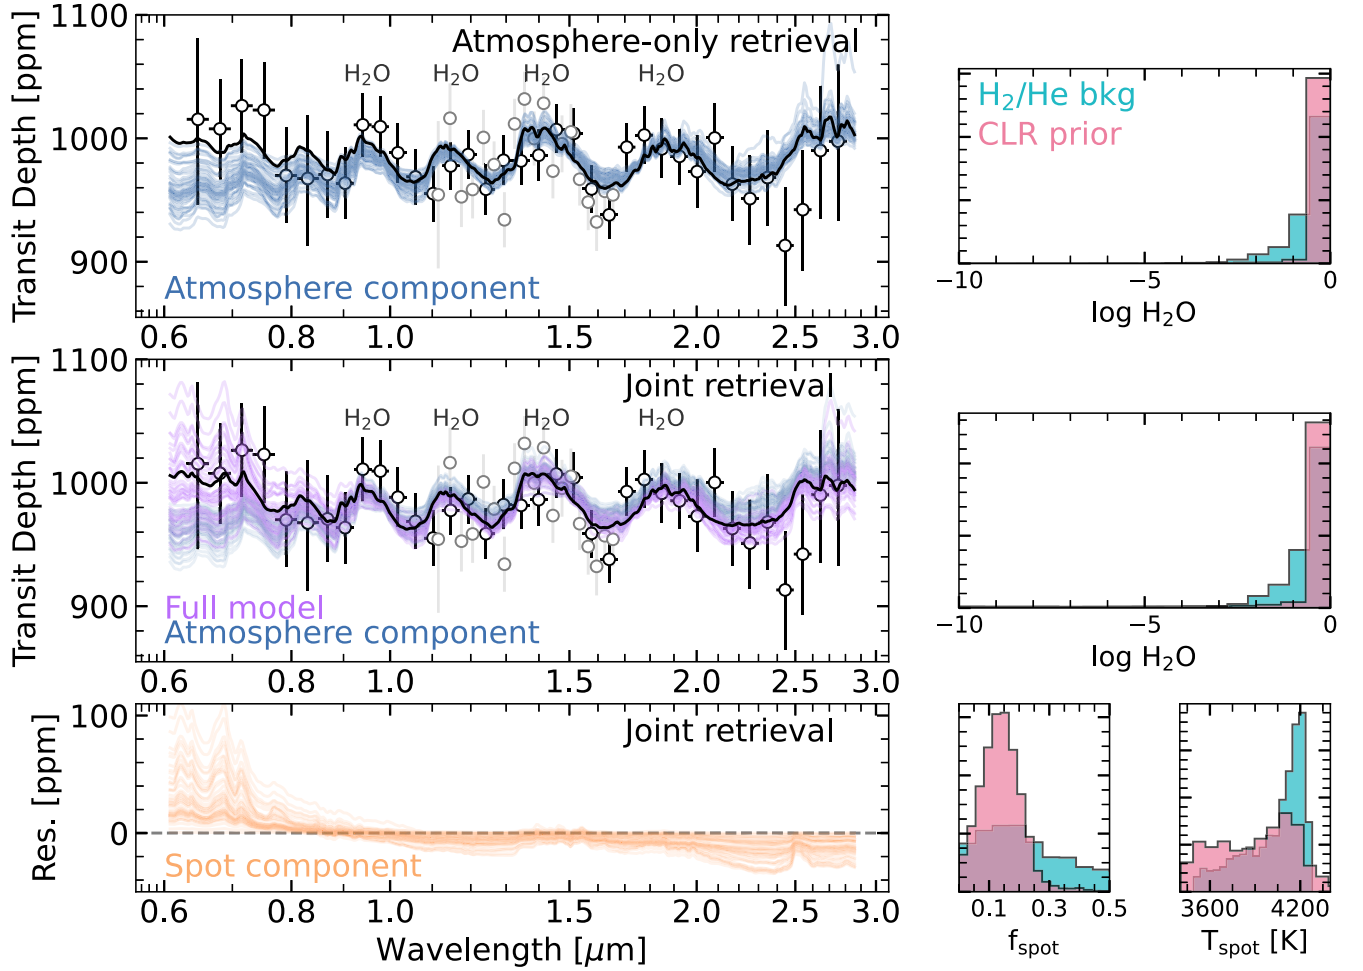 Transit Depth [ppm]
1100
1000
900
Atmosphere-only retrieval
H₂O H₂O H₂O H₂O
Atmosphere component
0.6 0.8 1.0 1.5 2.0 2.5 3.0
H₂/He bkg
CLR prior
−10 −5 0
log H₂O
Transit Depth [ppm]
1100
1000
900
Joint retrieval
H₂O H₂O H₂O H₂O
Full model
Atmosphere component
0.6 0.8 1.0 1.5 2.0 2.5 3.0
−10 −5 0
log H₂O
Res. [ppm]
100
0
Joint retrieval
Spot component
0.6 0.8 1.0 1.5 2.0 2.5 3.0
Wavelength [μm]
0.1 0.3 0.5
f_spot
3600 4200
T_spot [K]